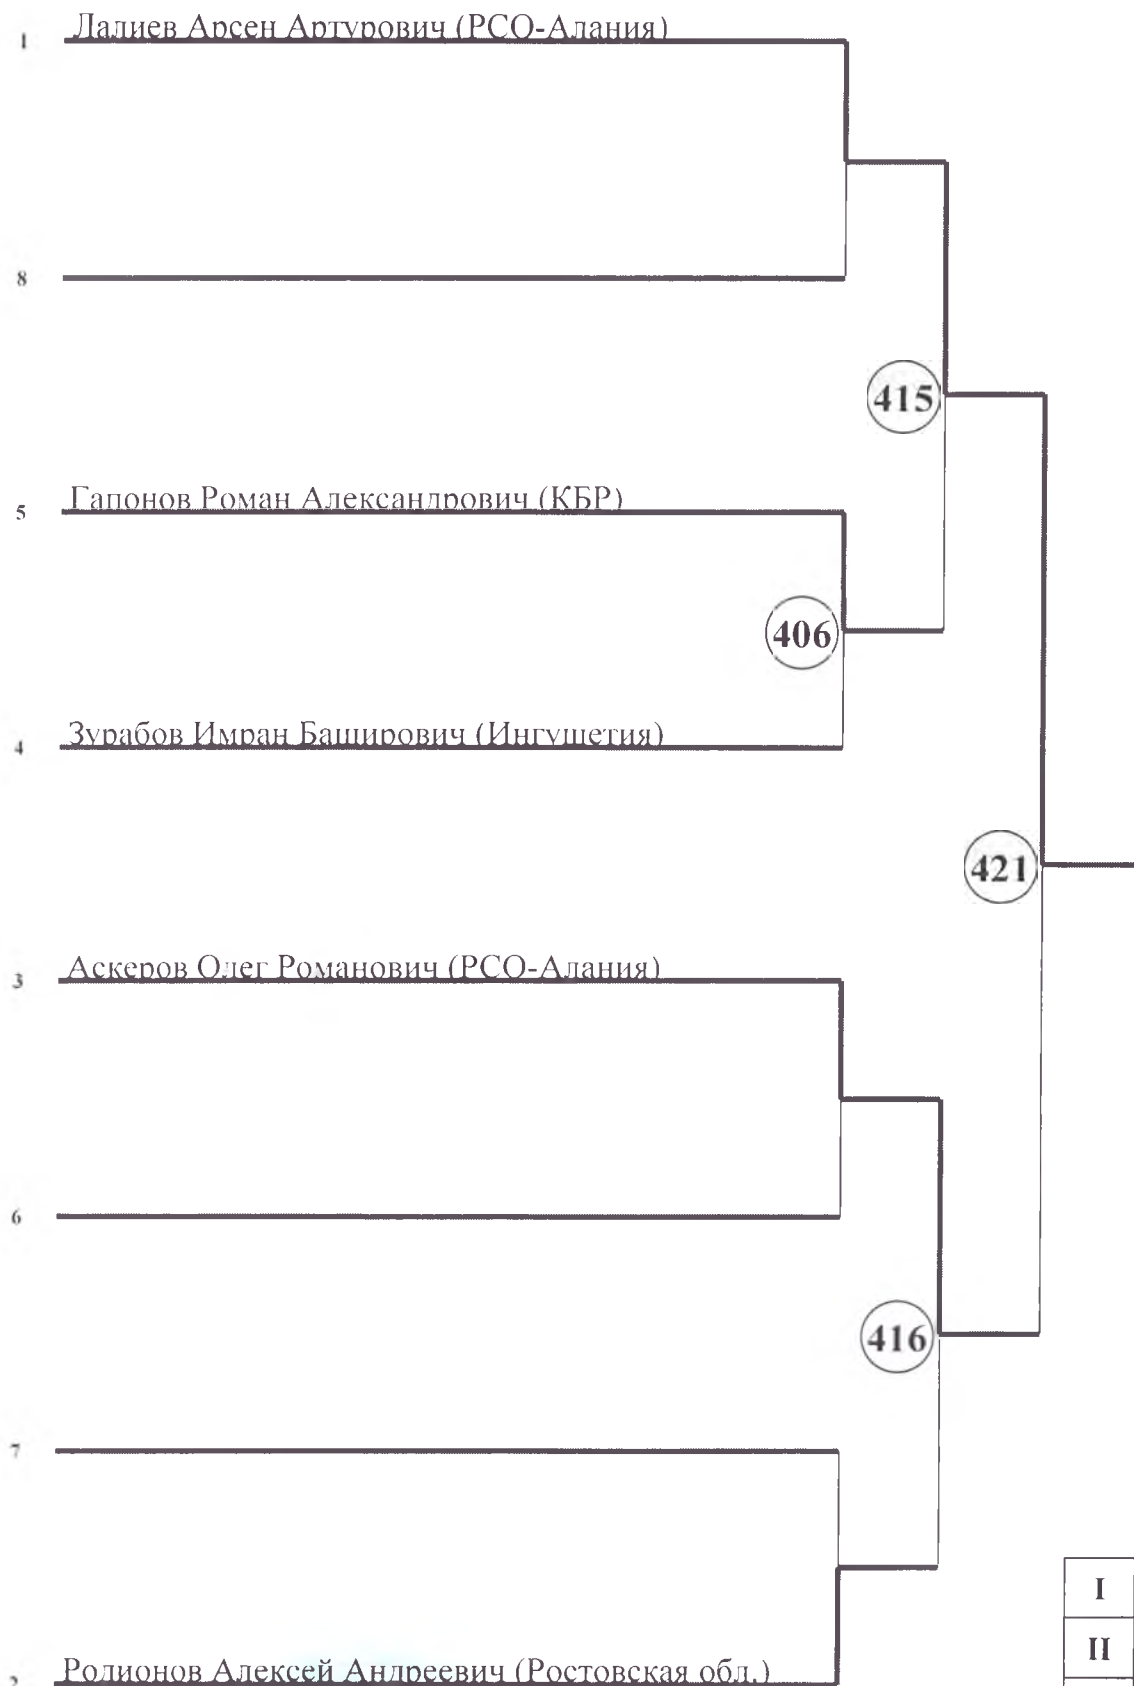 1 Лалиев Арсен Артурович (РСО-Алания)
8
415
5 Гапонов Роман Александрович (КБР)
406
4 Зурабов Имран Баширович (Ингушетия)
421
3 Аскеров Олег Романович (РСО-Алания)
6
416
7
I
II
2 Родионов Алексей Андреевич (Ростовская обл.)